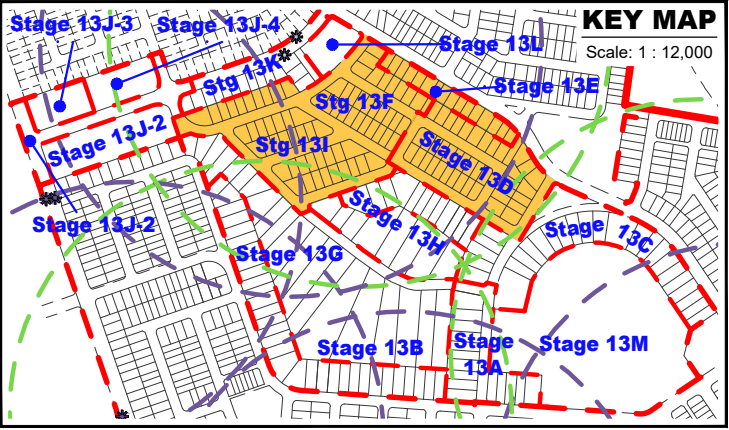 KEY MAP
Scale: 1 : 12,000
Stage 13J-3
Stage 13J-4
Stage 13L
Stg 13K
Stage 13E
Stg 13F
Stage 13J-2
Stg 13I
Stage 13D
Stage 13J-2
Stage 13H
Stage 13C
Stage 13G
Stage 13B
Stage
13A
Stage 13M